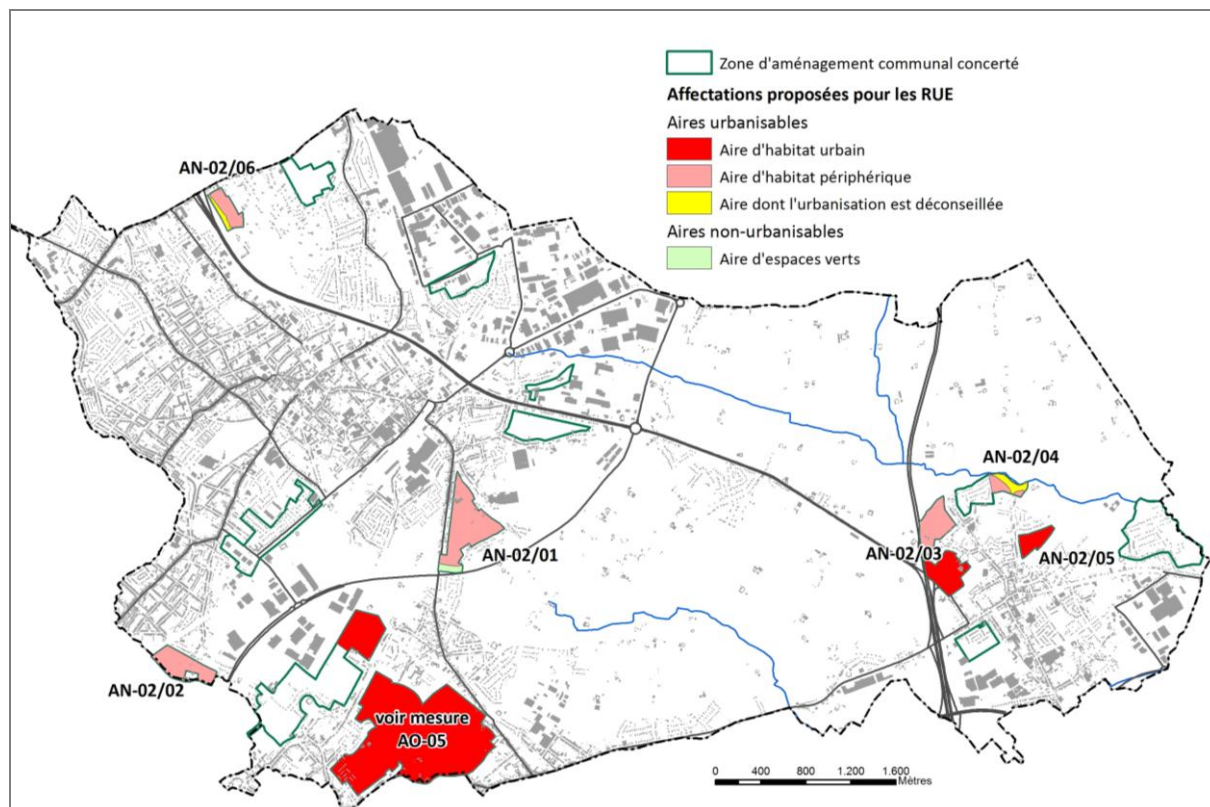 Zone d'aménagement communal concerté
Affectations proposées pour les RUE
Aires urbanisables
Aire d'habitat urbain
Aire d'habitat périphérique
Aire dont l'urbanisation est déconseillée
Aires non-urbanisables
Aire d'espaces verts
AN-02/06
AN-02/04
AN-02/01
AN-02/03
AN-02/05
AN-02/02
voir mesure
AO-05
0 400 800 1.200 1.600
Mètres